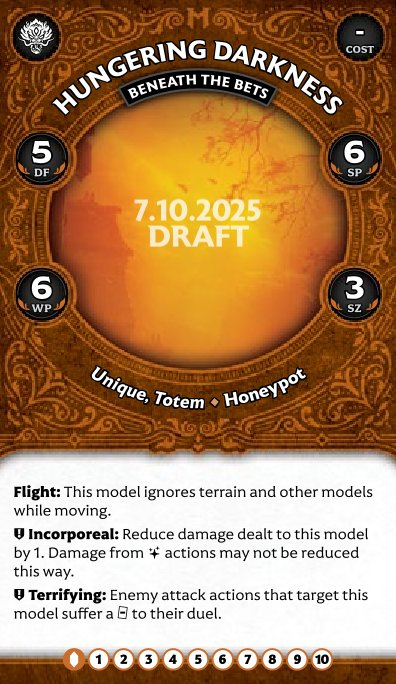 -
COST
HUNGERING DARKNESS
BENEATH THE BETS
5
DF
6
SP
7.10.2025
DRAFT
6
WP
3
SZ
Unique, Totem ◆ Honeypot
Flight: This model ignores terrain and other models
while moving.
Incorporeal: Reduce damage dealt to this model
by 1. Damage from actions may not be reduced
this way.
Terrifying: Enemy attack actions that target this
model suffer a to their duel.
1 2 3 4 5 6 7 8 9 10